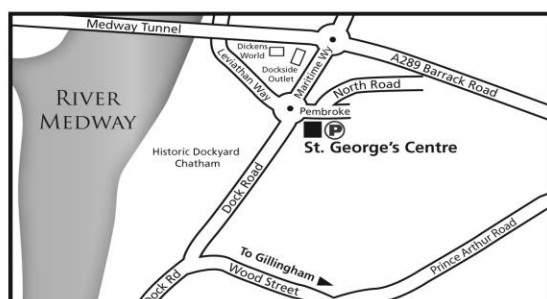 Medway Tunnel
Dickens
World
Dockside
Outlet
Leviathan Way
Maritime Wy
A289 Barrack Road
North Road
Pembroke
RIVER
MEDWAY
P
St. George's Centre
Historic Dockyard
Chatham
Dock Road
To Gillingham
Wood Street
Prince Arthur Road
Dock Rd